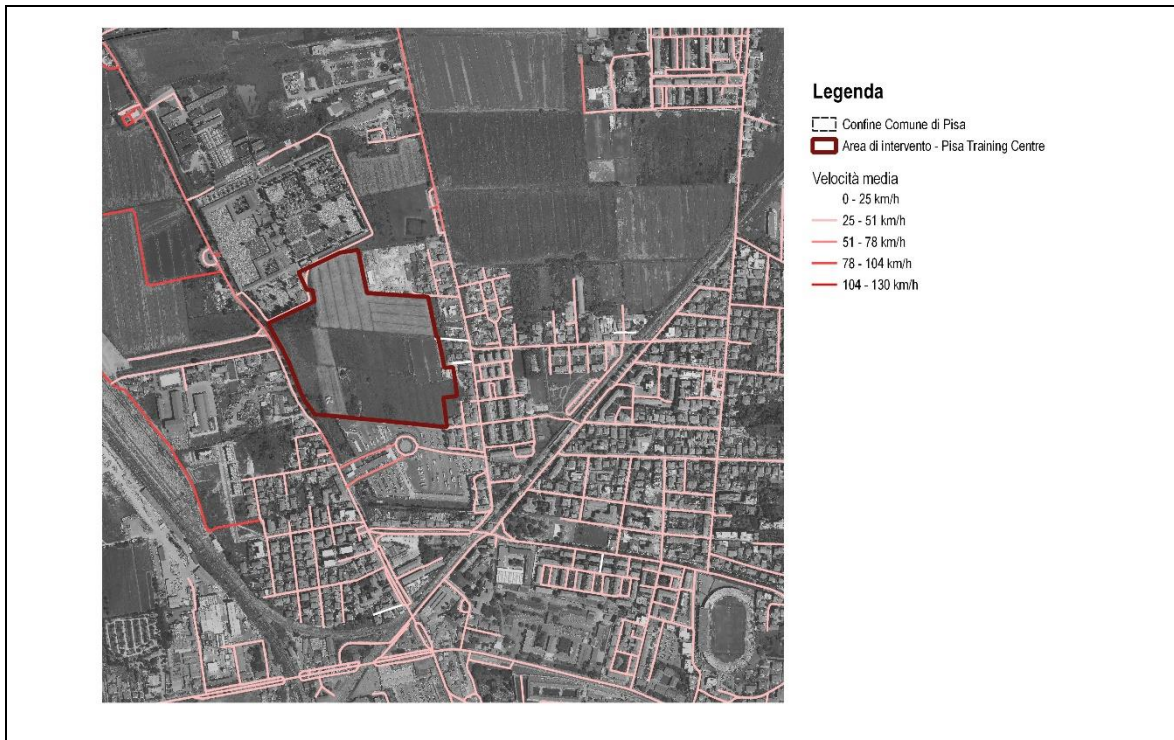 Legenda
Confine Comune di Pisa
Area di intervento - Pisa Training Centre
Velocità media
0 - 25 km/h
25 - 51 km/h
51 - 78 km/h
78 - 104 km/h
104 - 130 km/h